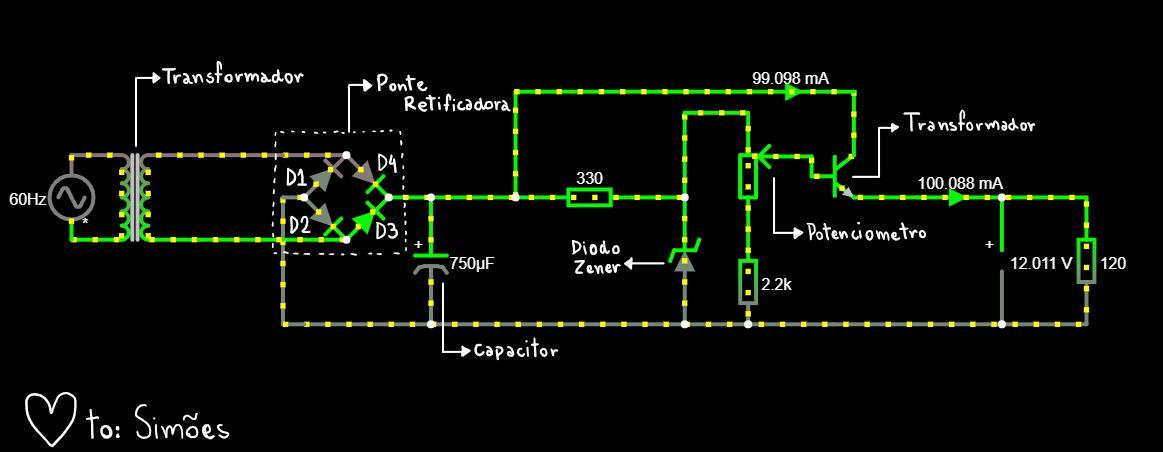 99.098 mA
Transformador
Ponte
Retificadora
Transformador
D1
D4
330
100.088 mA
60Hz
*
D2
D3
Potenciometro
+
Diodo
Zener
+
750µF
12.011 V
120
2.2k
Capacitor
to: Simões